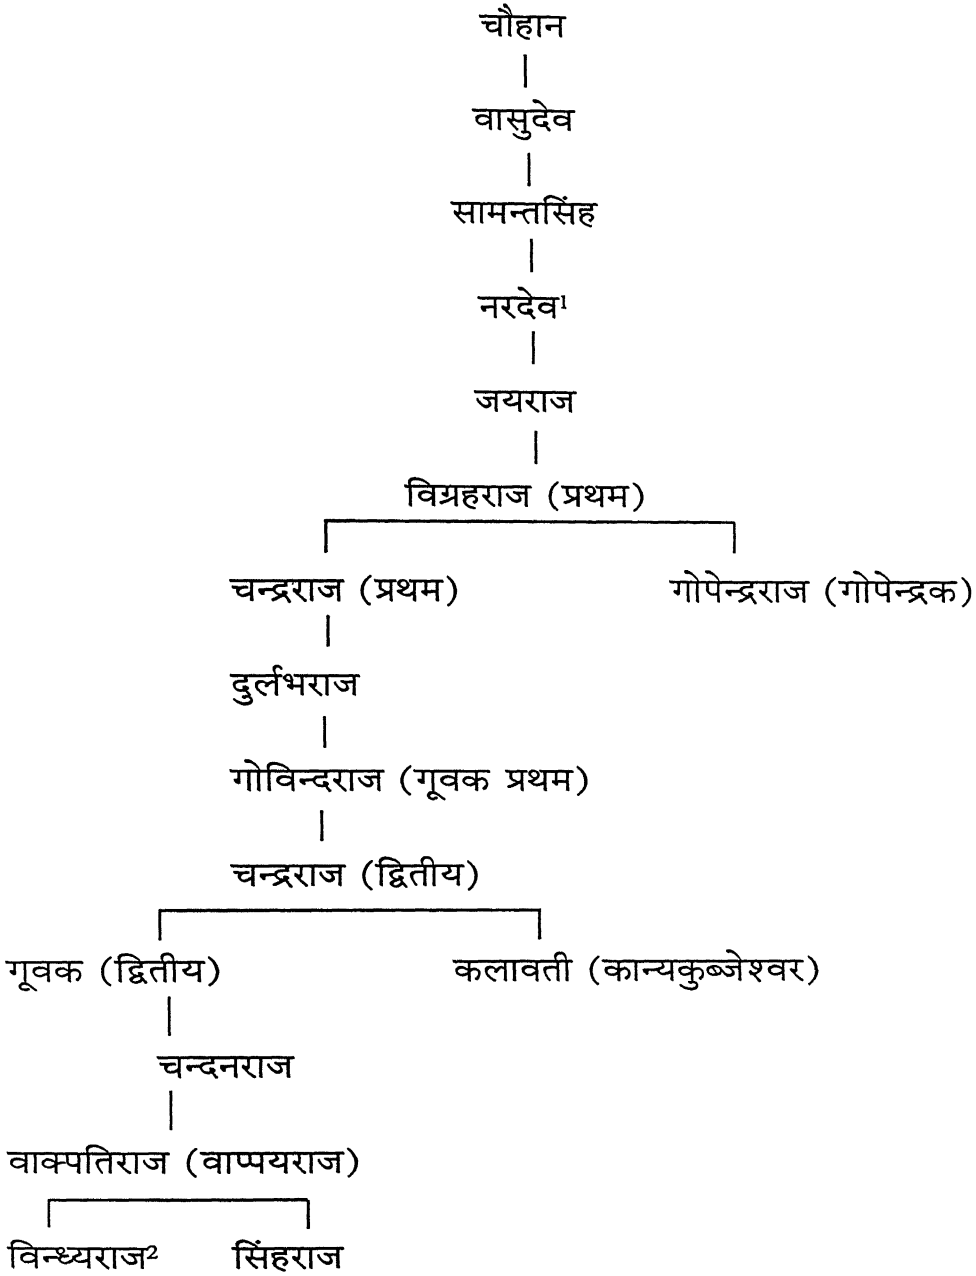 चौहान
वासुदेव
सामन्तसिंह
नरदेव¹
जयराज
विग्रहराज (प्रथम)
चन्द्रराज (प्रथम) गोपेन्द्रराज (गोपेन्द्रक)
दुर्लभराज
गोविन्दराज (गूवक प्रथम)
चन्द्रराज (द्वितीय)
गूवक (द्वितीय) कलावती (कान्यकुब्जेश्वर)
चन्दनराज
वाक्पतिराज (वाप्पयराज)
विन्ध्यराज² सिंहराज